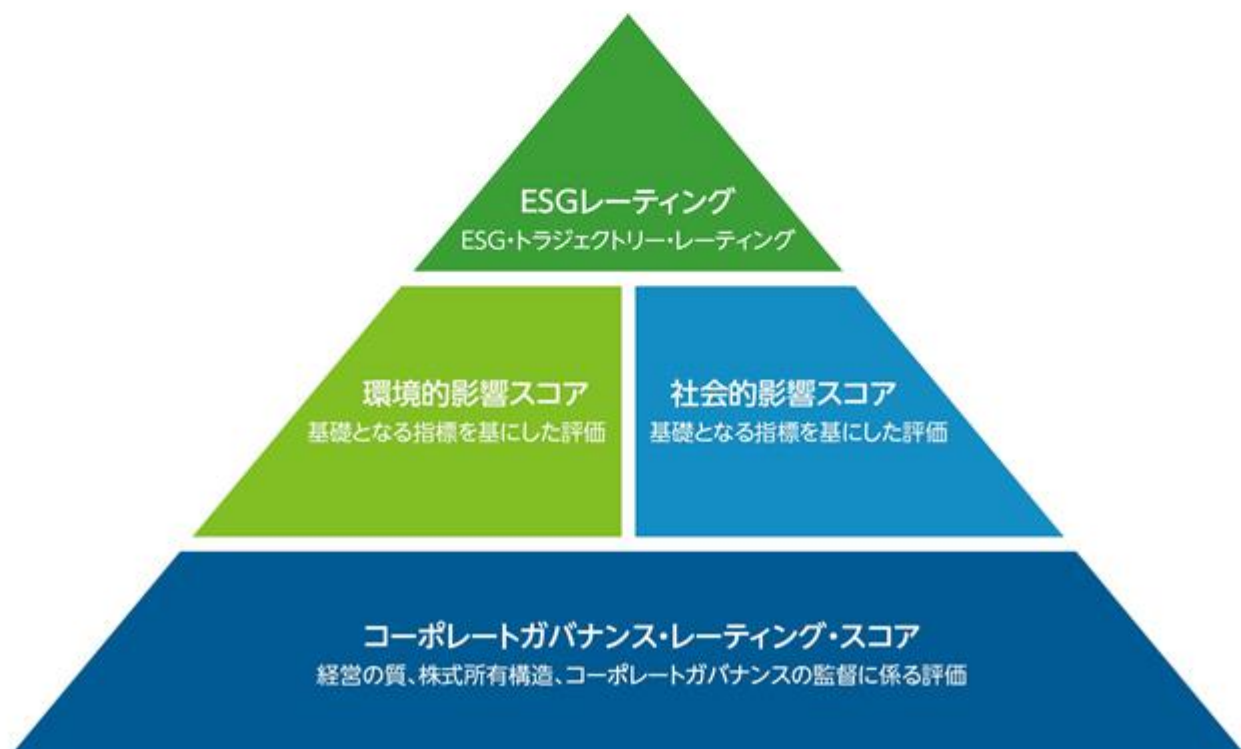 ESGレーティング
ESG・トラジェクトリー・レーティング
環境的影響スコア
基礎となる指標を基にした評価
社会的影響スコア
基礎となる指標を基にした評価
コーポレートガバナンス・レーティング・スコア
経営の質、株式所有構造、コーポレートガバナンスの監督に係る評価